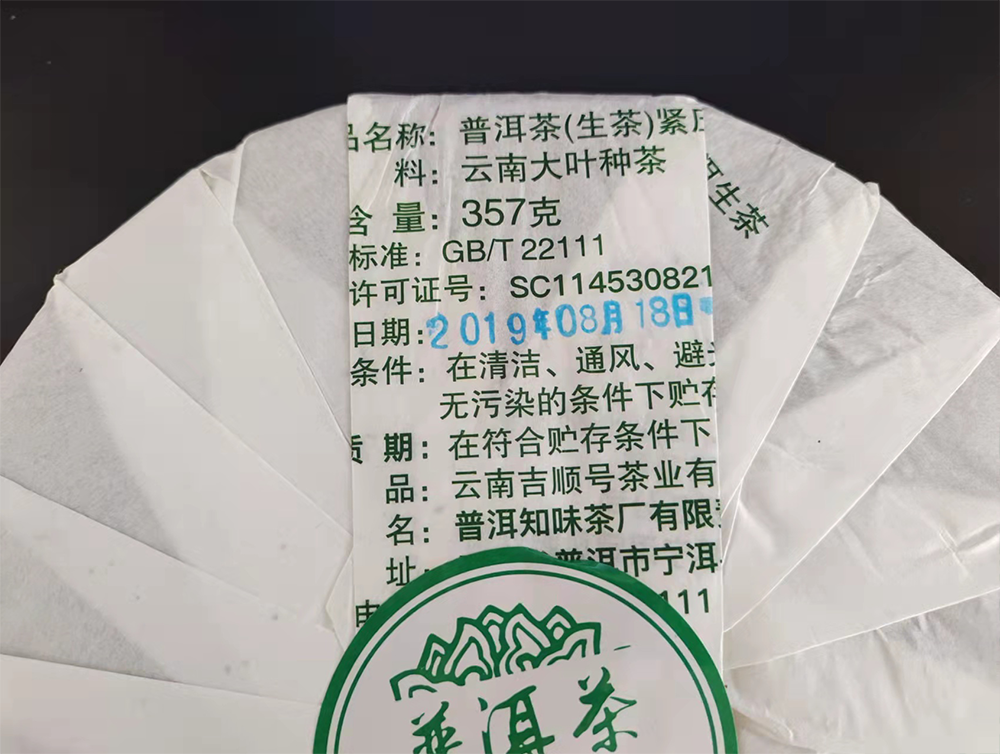 品名称：普洱茶(生茶)紧压
料：云南大叶种茶
含 量：357克
标准：GB/T 22111
许可证号：SC114530821
日期：2019年08月18日
条件：在清洁、通风、避光
无污染的条件下贮存
期：在符合贮存条件下
品：云南吉顺号茶业有
名：普洱知味茶厂有限
址：普洱市宁洱
电 111
洱生茶
普洱茶